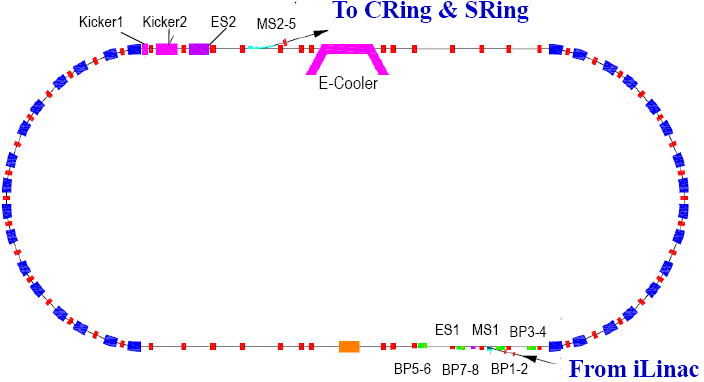 To CRing & SRing
Kicker1 Kicker2 ES2 MS2-5
E-Cooler
ES1 MS1 BP3-4
BP5-6 BP7-8 BP1-2
From iLinac